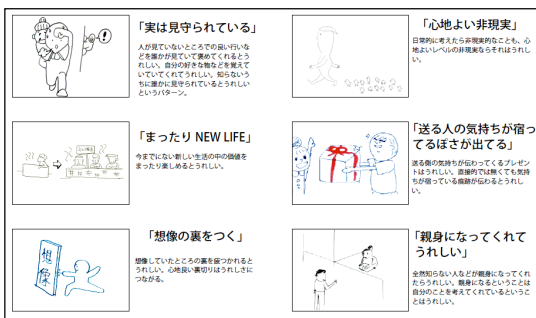 「実は見守られている」
人が見ていないところでの良い行いな
どを誰かが見ていて褒めてくれるとう
れしい。自分の好きな物などを覚えて
いていてくれてうれしい。知らないう
ちに誰かに見守られているとうれしい
というパターン。
「心地よい非現実」
日常的に考えたら非現実的なことも、心
地よいレベルの非現実ならそれはうれし
い。
「まったり NEW LIFE」
今までにない新しい生活の中の価値を
まったり楽しめるとうれしい。
「送る人の気持ちが宿っ
てるぽさが出てる」
送る側の気持ちが伝わってくるプレゼン
トはうれしい。直接的では無くても気持
ちが宿っている痕跡が伝わるとうれし
い。
想像
「想像の裏をつく」
想像していたところの裏を疲つかれると
うれしい。心地良い裏切りはうれしさに
つながる。
「親身になってくれて
うれしい」
全然知らない人などが親身になってくれ
たらうれしい。親身になるということは
自分のことを考えてくれているというこ
とはうれしい。